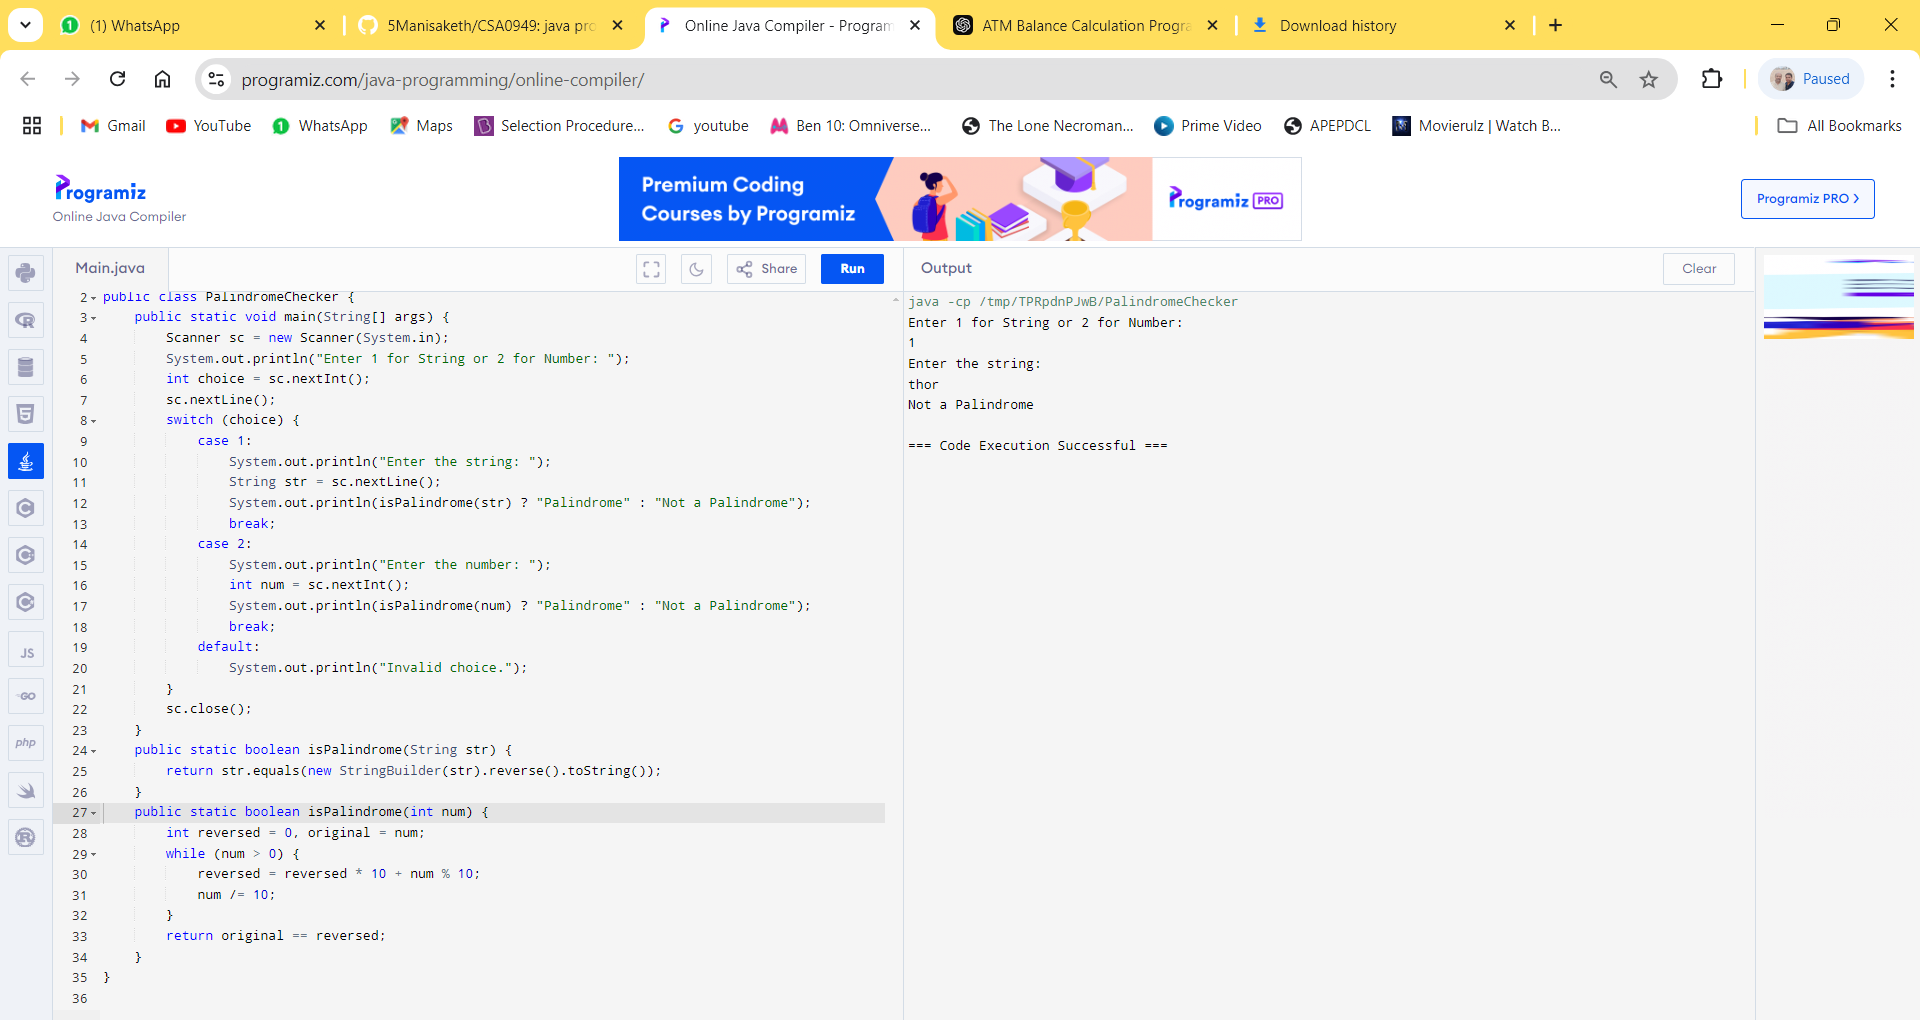 (1) WhatsApp
5Manisaketh/CSA0949: java pro
Online Java Compiler - Program
ATM Balance Calculation Progra
Download history
programiz.com/java-programming/online-compiler/
Paused
Gmail
YouTube
WhatsApp
Maps
Selection Procedure...
youtube
Ben 10: Omniverse...
The Lone Necroman...
Prime Video
APEPDCL
Movierulz | Watch B...
All Bookmarks
Programiz
Online Java Compiler
Premium Coding
Courses by Programiz
Programiz PRO
Programiz PRO >
Main.java
Share
Run
Output
Clear
2 public class PalindromeChecker {
3     public static void main(String[] args) {
4         Scanner sc = new Scanner(System.in);
5         System.out.println("Enter 1 for String or 2 for Number: ");
6         int choice = sc.nextInt();
7         sc.nextLine();
8         switch (choice) {
9             case 1:
10                 System.out.println("Enter the string: ");
11                 String str = sc.nextLine();
12                 System.out.println(isPalindrome(str) ? "Palindrome" : "Not a Palindrome");
13                 break;
14             case 2:
15                 System.out.println("Enter the number: ");
16                 int num = sc.nextInt();
17                 System.out.println(isPalindrome(num) ? "Palindrome" : "Not a Palindrome");
18                 break;
19             default:
20                 System.out.println("Invalid choice.");
21         }
22         sc.close();
23     }
24     public static boolean isPalindrome(String str) {
25         return str.equals(new StringBuilder(str).reverse().toString());
26     }
27     public static boolean isPalindrome(int num) {
28         int reversed = 0, original = num;
29         while (num > 0) {
30             reversed = reversed * 10 + num % 10;
31             num /= 10;
32         }
33         return original == reversed;
34     }
35 }
36
java -cp /tmp/TPRpdnPJwB/PalindromeChecker
Enter 1 for String or 2 for Number:
1
Enter the string:
thor
Not a Palindrome
=== Code Execution Successful ===
JS
GO
php